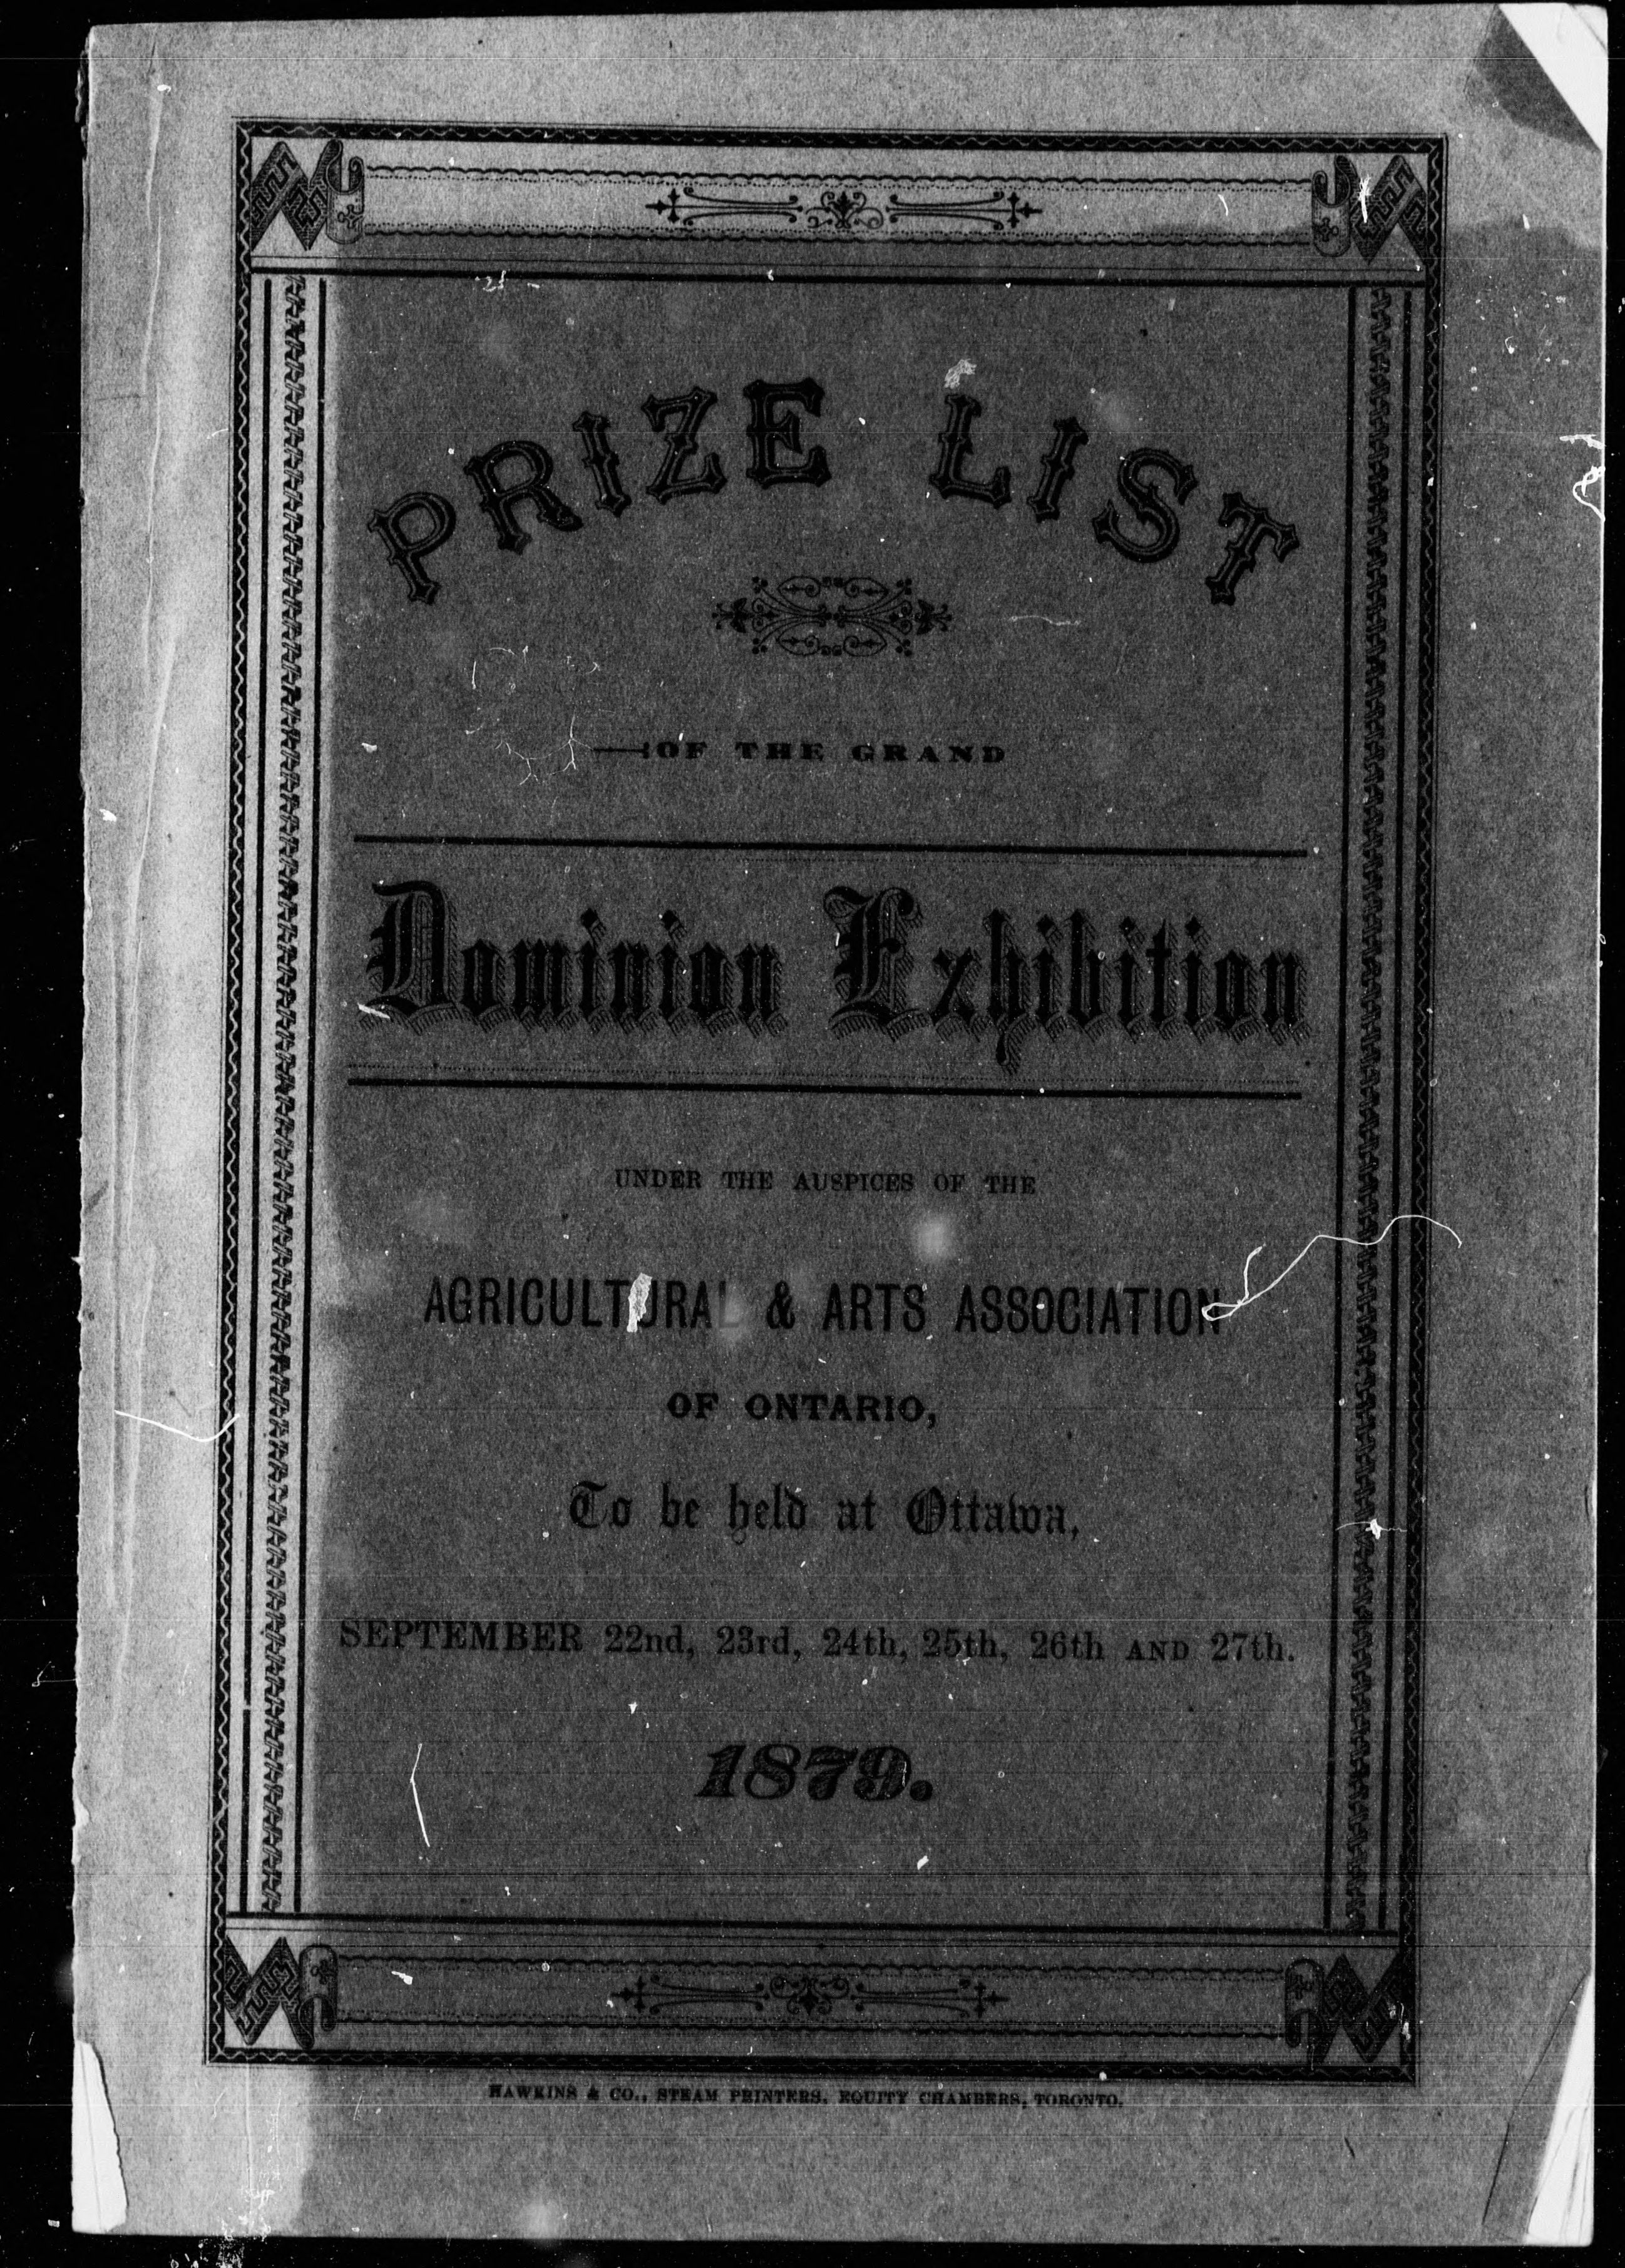 PRIZE LIST
OF THE GRAND
Dominion Exhibition
UNDER THE AUSPICES OF THE
AGRICULTURAL & ARTS ASSOCIATION
OF ONTARIO,
To be held at Ottawa,
SEPTEMBER 22nd, 23rd, 24th, 25th, 26th AND 27th.
1879.
HAWKINS & CO., STEAM PRINTERS, EQUITY CHAMBERS, TORONTO.